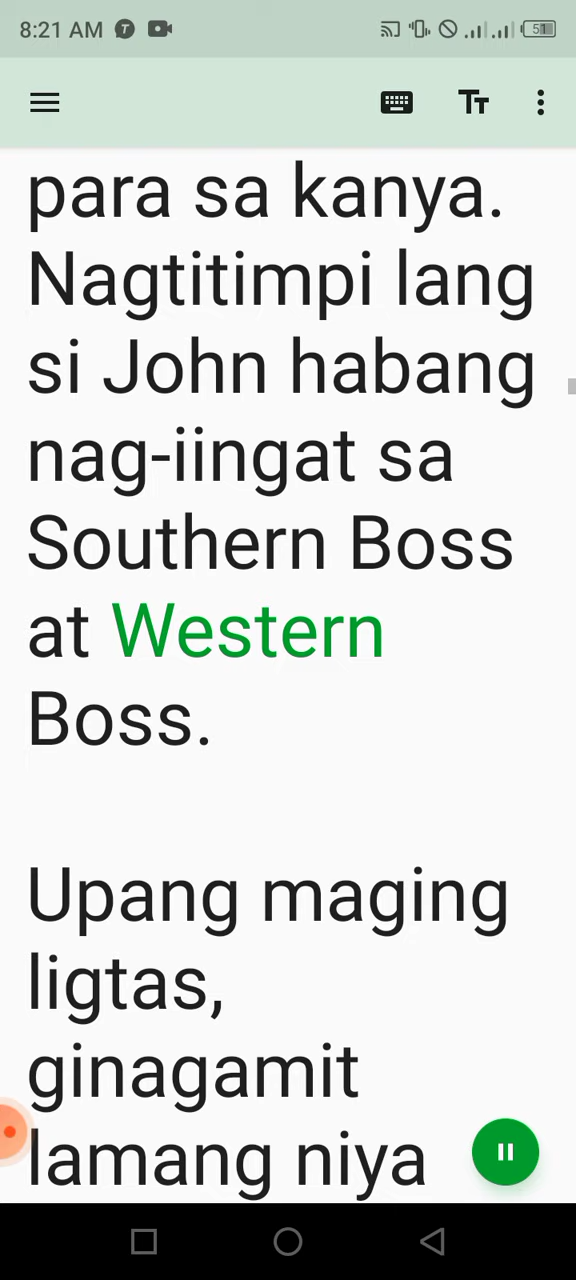 8:21 AM
51
para sa kanya.
Nagtitimpi lang
si John habang
nag-iingat sa
Southern Boss
at Western
Boss.
Upang maging
ligtas,
ginagamit
lamang niya